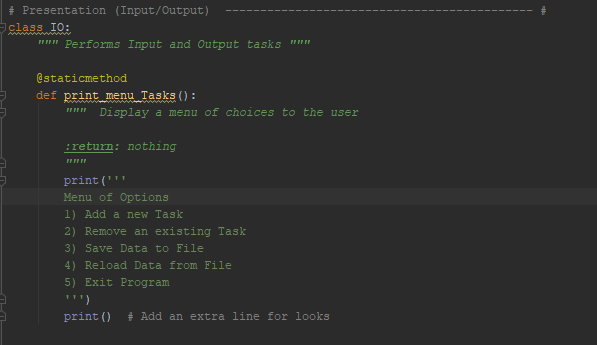 # Presentation (Input/Output)  -------------------------------------------- #
class IO:
    """ Performs Input and Output tasks """

    @staticmethod
    def print_menu_Tasks():
        """  Display a menu of choices to the user

        :return: nothing
        """
        print('''
        Menu of Options
        1) Add a new Task
        2) Remove an existing Task
        3) Save Data to File
        4) Reload Data from File
        5) Exit Program
        ''')
        print()  # Add an extra line for looks